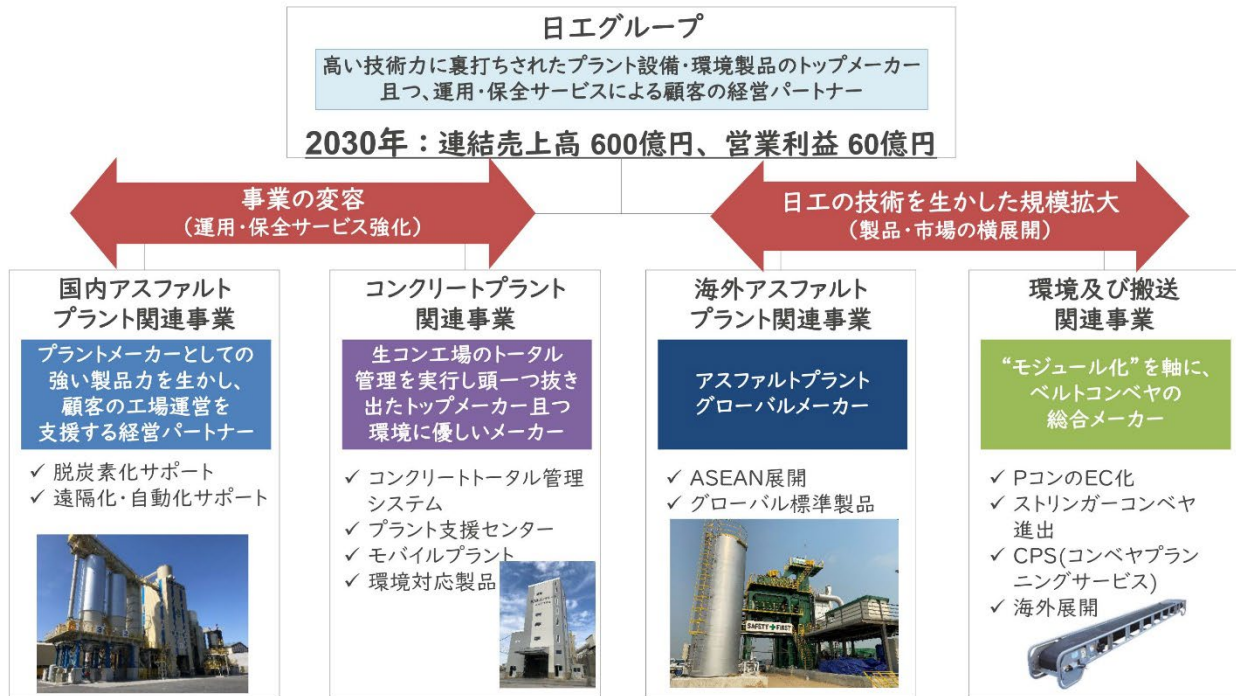 日工グループ
高い技術力に裏打ちされたプラント設備・環境製品のトップメーカー
且つ、運用・保全サービスによる顧客の経営パートナー
2030年：連結売上高 600億円、営業利益 60億円
事業の変容
（運用・保全サービス強化）
日工の技術を生かした規模拡大
（製品・市場の横展開）
国内アスファルト
プラント関連事業
プラントメーカーとしての
強い製品力を生かし、
顧客の工場運営を
支援する経営パートナー
✓ 脱炭素化サポート
✓ 遠隔化・自動化サポート
コンクリートプラント
関連事業
生コン工場のトータル
管理を実行し頭一つ抜き
出たトップメーカー且つ
環境に優しいメーカー
✓ コンクリートトータル管理
システム
✓ プラント支援センター
✓ モバイルプラント
✓ 環境対応製品
海外アスファルト
プラント関連事業
アスファルトプラント
グローバルメーカー
✓ ASEAN展開
✓ グローバル標準製品
SAFETY FIRST
環境及び搬送
関連事業
“モジュール化”を軸に、
ベルトコンベヤの
総合メーカー
✓ PコンのEC化
✓ ストリンガーコンベヤ
進出
✓ CPS(コンベヤプラン
ニングサービス)
✓ 海外展開